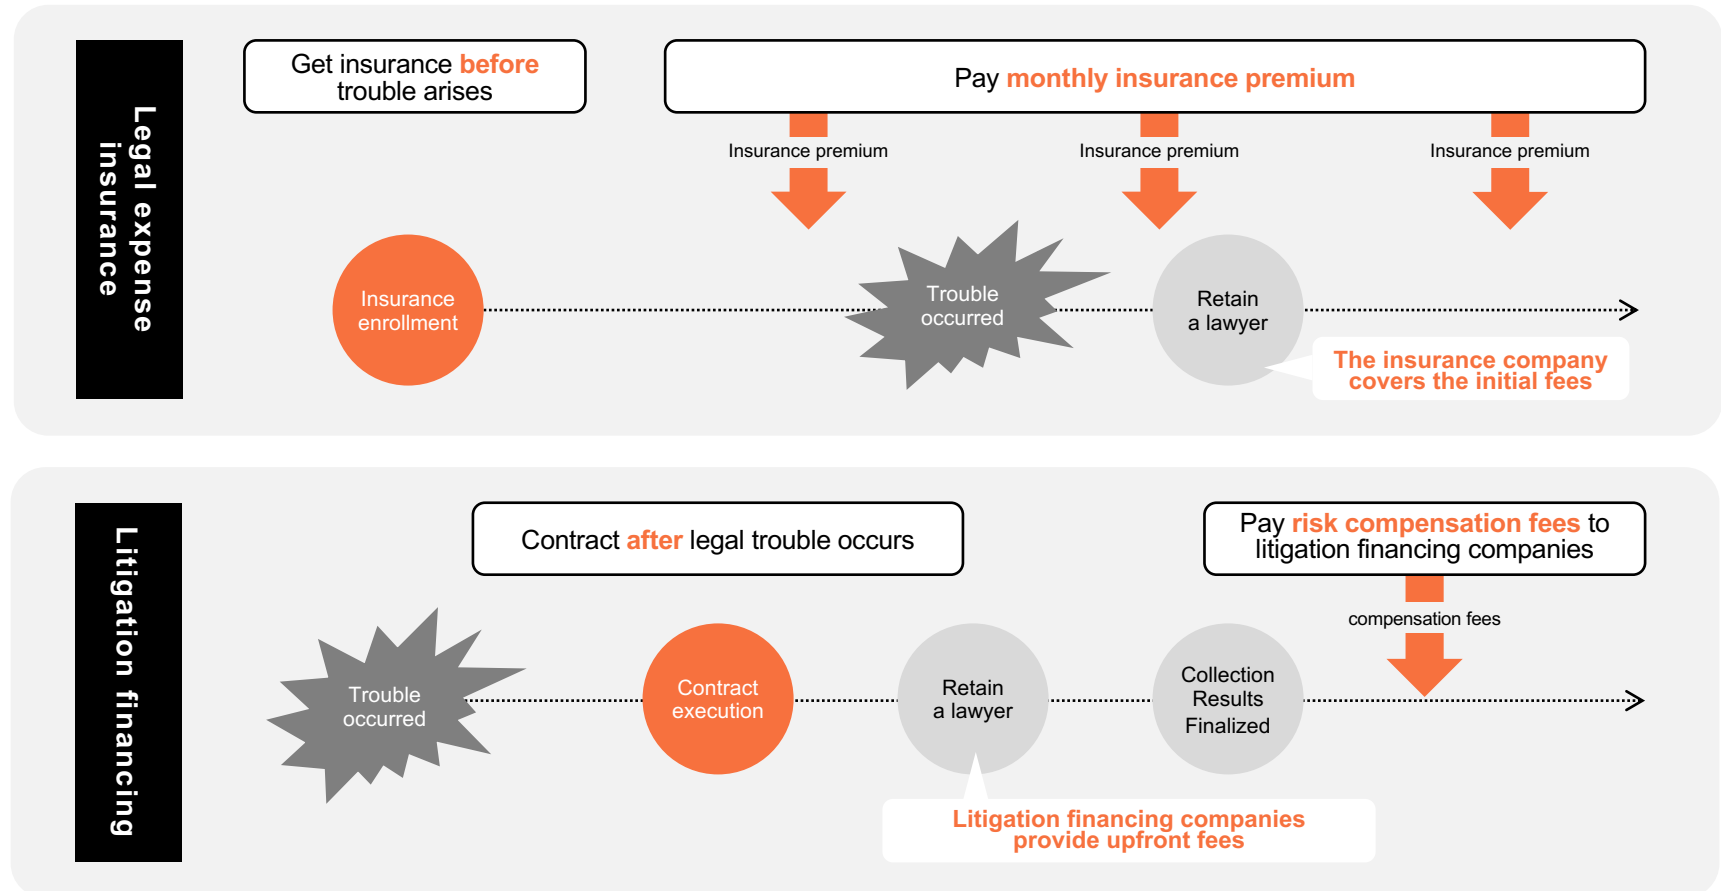 Legal expense
insurance
Get insurance before
trouble arises
Pay monthly insurance premium
Insurance premium
Insurance premium
Insurance premium
Insurance
enrollment
Trouble
occurred
Retain
a lawyer
The insurance company
covers the initial fees
Litigation financing
Contract after legal trouble occurs
Pay risk compensation fees to
litigation financing companies
compensation fees
Trouble
occurred
Contract
execution
Retain
a lawyer
Collection
Results
Finalized
Litigation financing companies
provide upfront fees